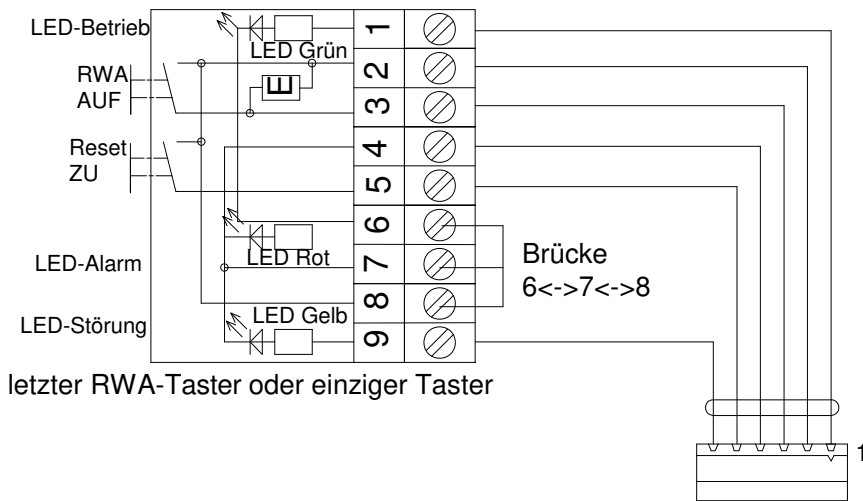 LED-Betrieb
LED Grün
1
RWA
AUF
E
2
3
Reset
ZU
4
5
6
LED Rot
7
LED-Alarm
8
LED Gelb
LED-Störung
9
Brücke
6<->7<->8
letzter RWA-Taster oder einziger Taster
1